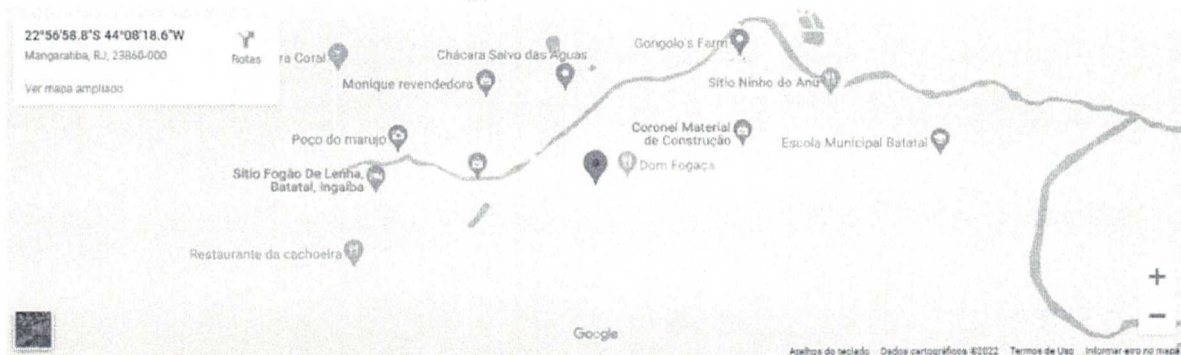 22°56'58.8"S 44°08'18.6"W
Mangaratiba, RJ, 23860-000
Rotas
Ver mapa ampliado
ra Coral
Chácara Salvo das Águas
Gongolo's Farm
Monique revendedora
Sítio Ninho do Anu
Poço do marujo
Coronel Material
de Construção
Escola Municipal Batatal
Dom Fogaça
Sítio Fogão De Lenha,
Batatal, Ingaíba
Restaurante da cachoeira
+
−
Google
Atalhos do teclado Dados cartográficos ©2022 Termos de Uso Informar erro no mapa